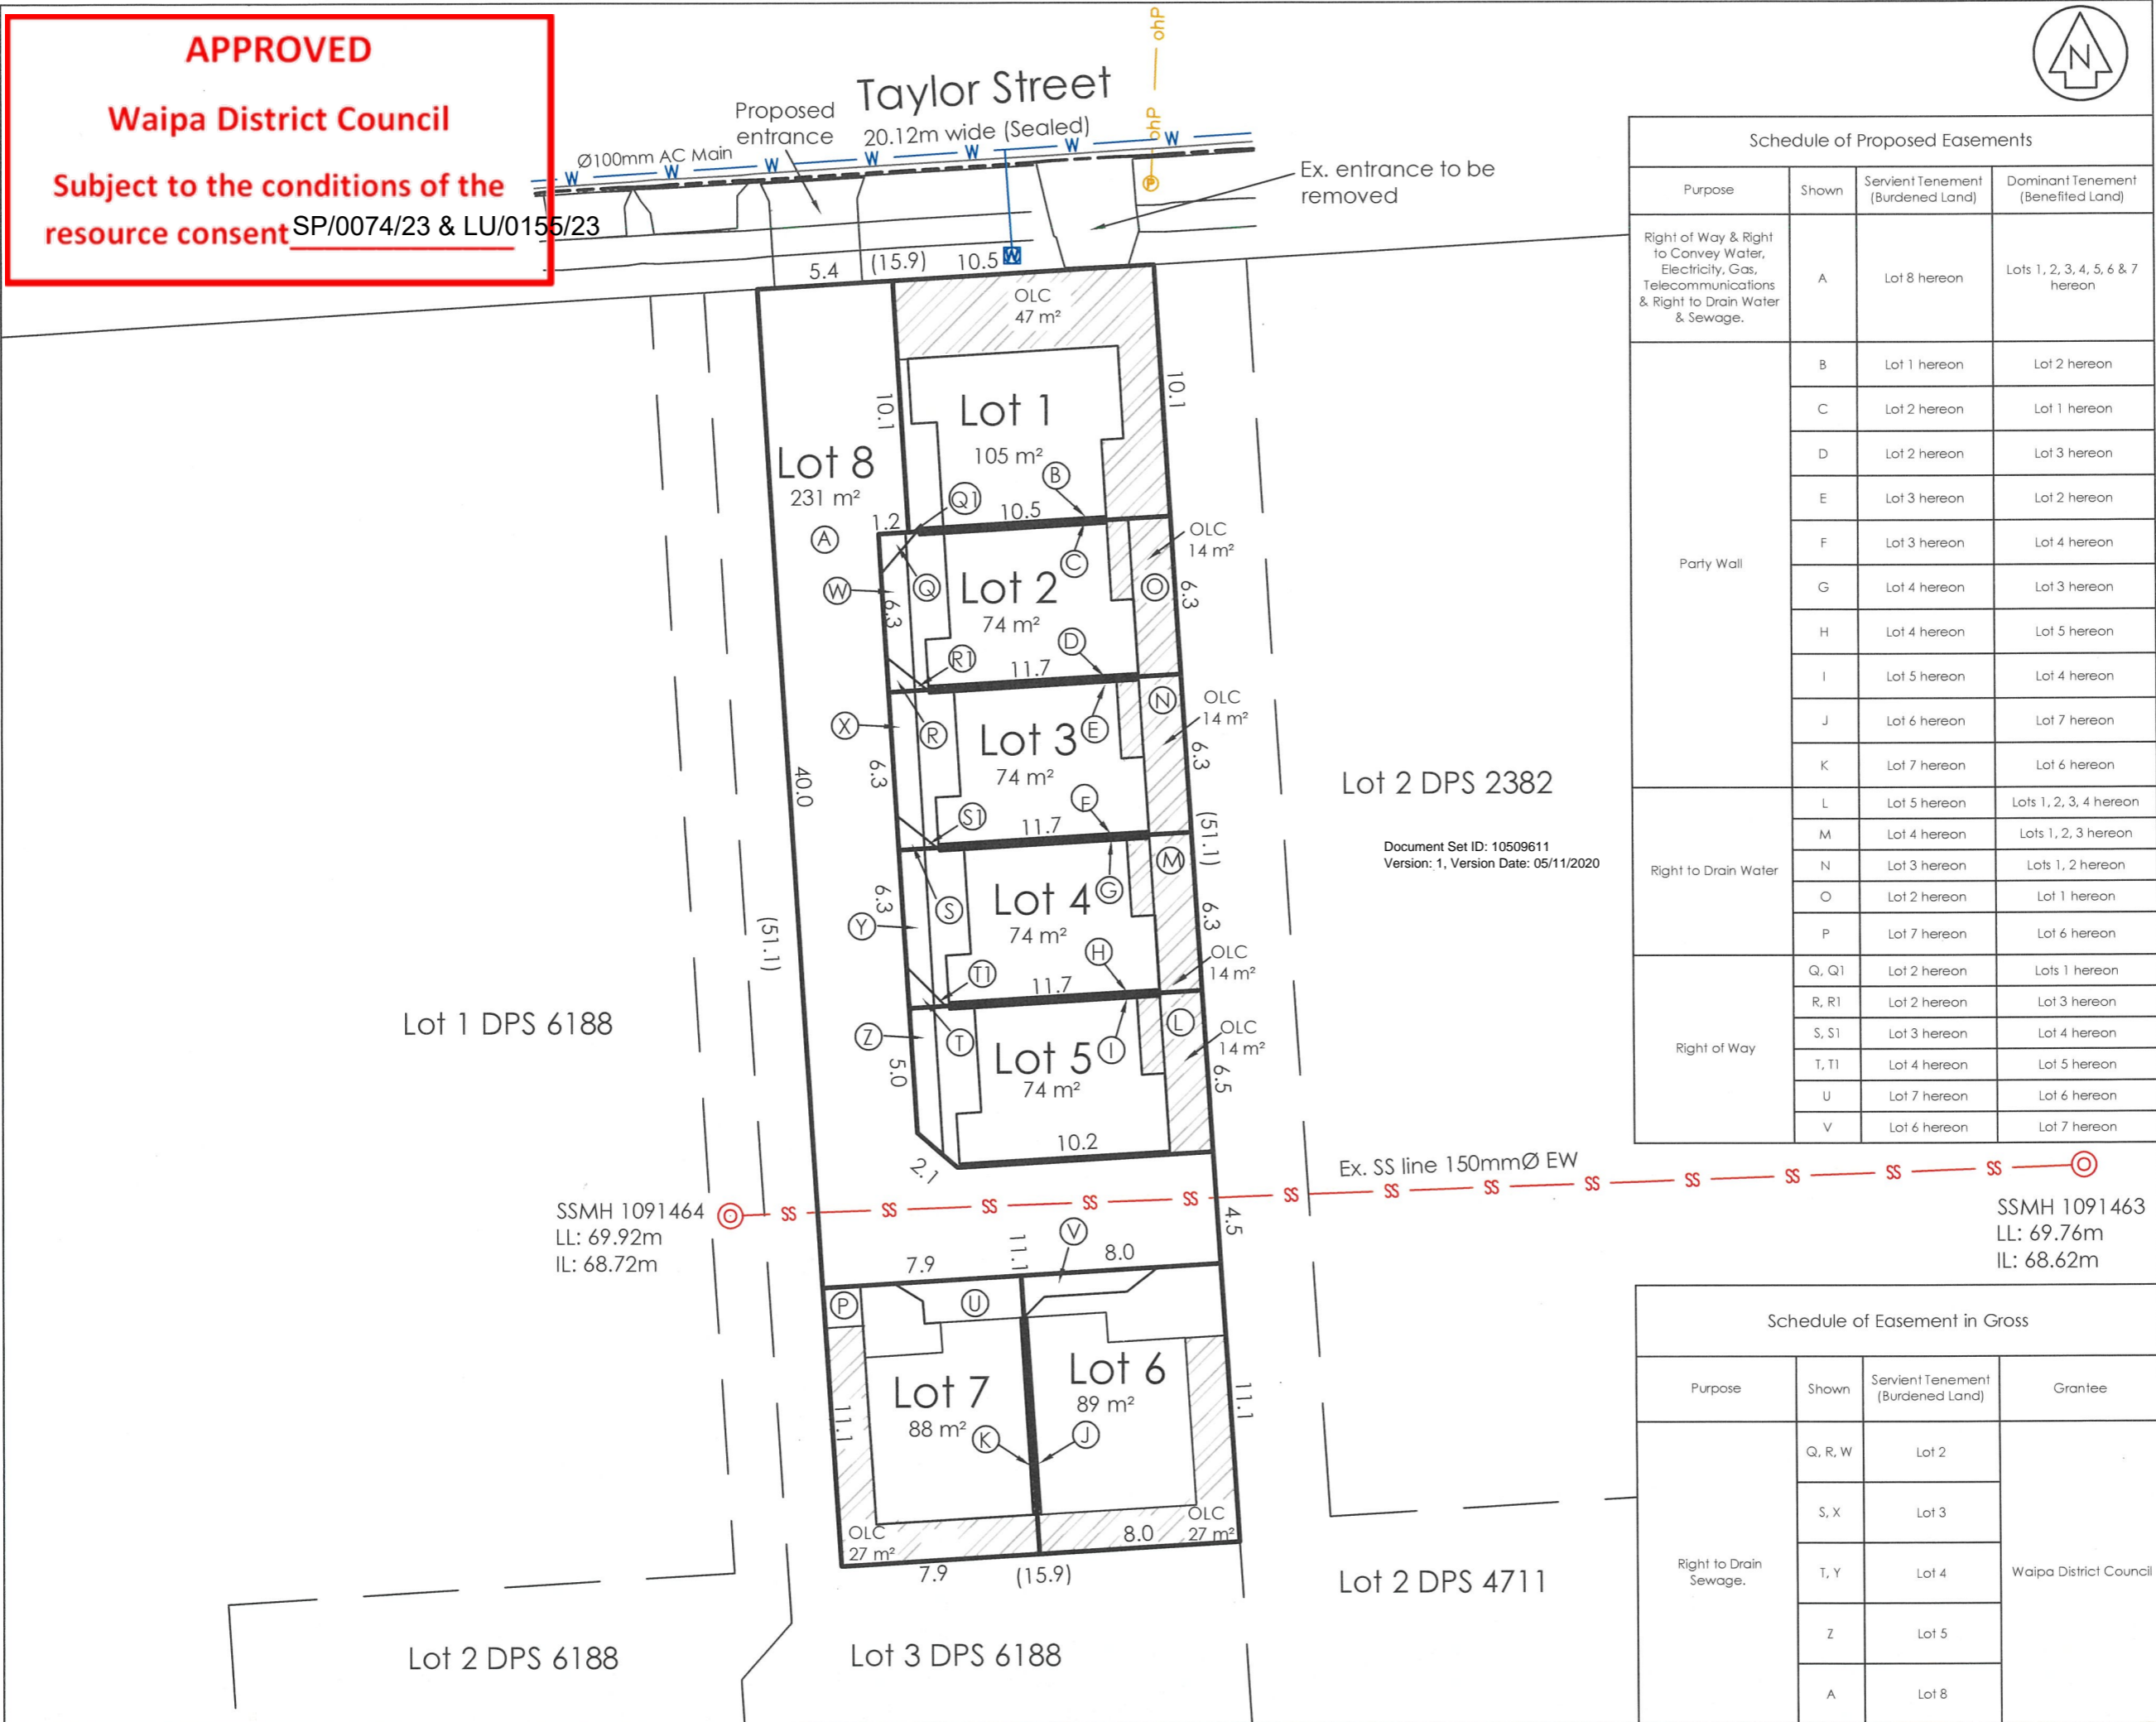 APPROVED
Waipa District Council
Subject to the conditions of the
resource consent SP/0074/23 & LU/0155/23
ohP
ohP
N
Taylor Street
20.12m wide (Sealed)
Proposed
entrance
Ø100mm AC Main
W W W W W W W
P
W
Ex. entrance to be
removed
5.4 (15.9) 10.5
OLC
47 m²
10.1
10.1
Lot 1
105 m²
B
Q1
10.5
Lot 8
231 m²
1.2
A
OLC
14 m²
C
W
Q
Lot 2
74 m²
O
6.3
6.3
D
R1
11.7
N
OLC
14 m²
X
R
Lot 3
74 m²
E
6.3
6.3
40.0
F
S1
11.7
(51.1)
M
Lot 4
74 m²
G
6.3
6.3
S
Y
(51.1)
H
OLC
14 m²
T1
11.7
L
OLC
14 m²
Z
T
Lot 5
74 m²
I
5.0
6.5
10.2
2.1
Lot 1 DPS 6188
Lot 2 DPS 2382
Document Set ID: 10509611
Version: 1, Version Date: 05/11/2020
Ex. SS line 150mmØ EW
SS SS SS SS SS SS SS SS SS SS SS SS SS
SSMH 1091464
LL: 69.92m
IL: 68.72m
SSMH 1091463
LL: 69.76m
IL: 68.62m
4.5
V
7.9 11.1 8.0
P
U
Lot 7
88 m²
K
Lot 6
89 m²
J
11.1
11.1
OLC
27 m²
OLC
27 m²
8.0
7.9 (15.9)
Lot 2 DPS 4711
Lot 2 DPS 6188
Lot 3 DPS 6188
Schedule of Proposed Easements
Purpose Shown Servient Tenement (Burdened Land) Dominant Tenement (Benefited Land)
Right of Way & Right
to Convey Water,
Electricity, Gas,
Telecommunications
& Right to Drain Water
& Sewage.
A Lot 8 hereon Lots 1, 2, 3, 4, 5, 6 & 7 hereon
Party Wall
B Lot 1 hereon Lot 2 hereon
C Lot 2 hereon Lot 1 hereon
D Lot 2 hereon Lot 3 hereon
E Lot 3 hereon Lot 2 hereon
F Lot 3 hereon Lot 4 hereon
G Lot 4 hereon Lot 3 hereon
H Lot 4 hereon Lot 5 hereon
I Lot 5 hereon Lot 4 hereon
J Lot 6 hereon Lot 7 hereon
K Lot 7 hereon Lot 6 hereon
Right to Drain Water
L Lot 5 hereon Lots 1, 2, 3, 4 hereon
M Lot 4 hereon Lots 1, 2, 3 hereon
N Lot 3 hereon Lots 1, 2 hereon
O Lot 2 hereon Lot 1 hereon
P Lot 7 hereon Lot 6 hereon
Right of Way
Q, Q1 Lot 2 hereon Lots 1 hereon
R, R1 Lot 2 hereon Lot 3 hereon
S, S1 Lot 3 hereon Lot 4 hereon
T, T1 Lot 4 hereon Lot 5 hereon
U Lot 7 hereon Lot 6 hereon
V Lot 6 hereon Lot 7 hereon
Schedule of Easement in Gross
Purpose Shown Servient Tenement (Burdened Land) Grantee
Right to Drain
Sewage.
Q, R, W Lot 2
S, X Lot 3
T, Y Lot 4 Waipa District Council
Z Lot 5
A Lot 8